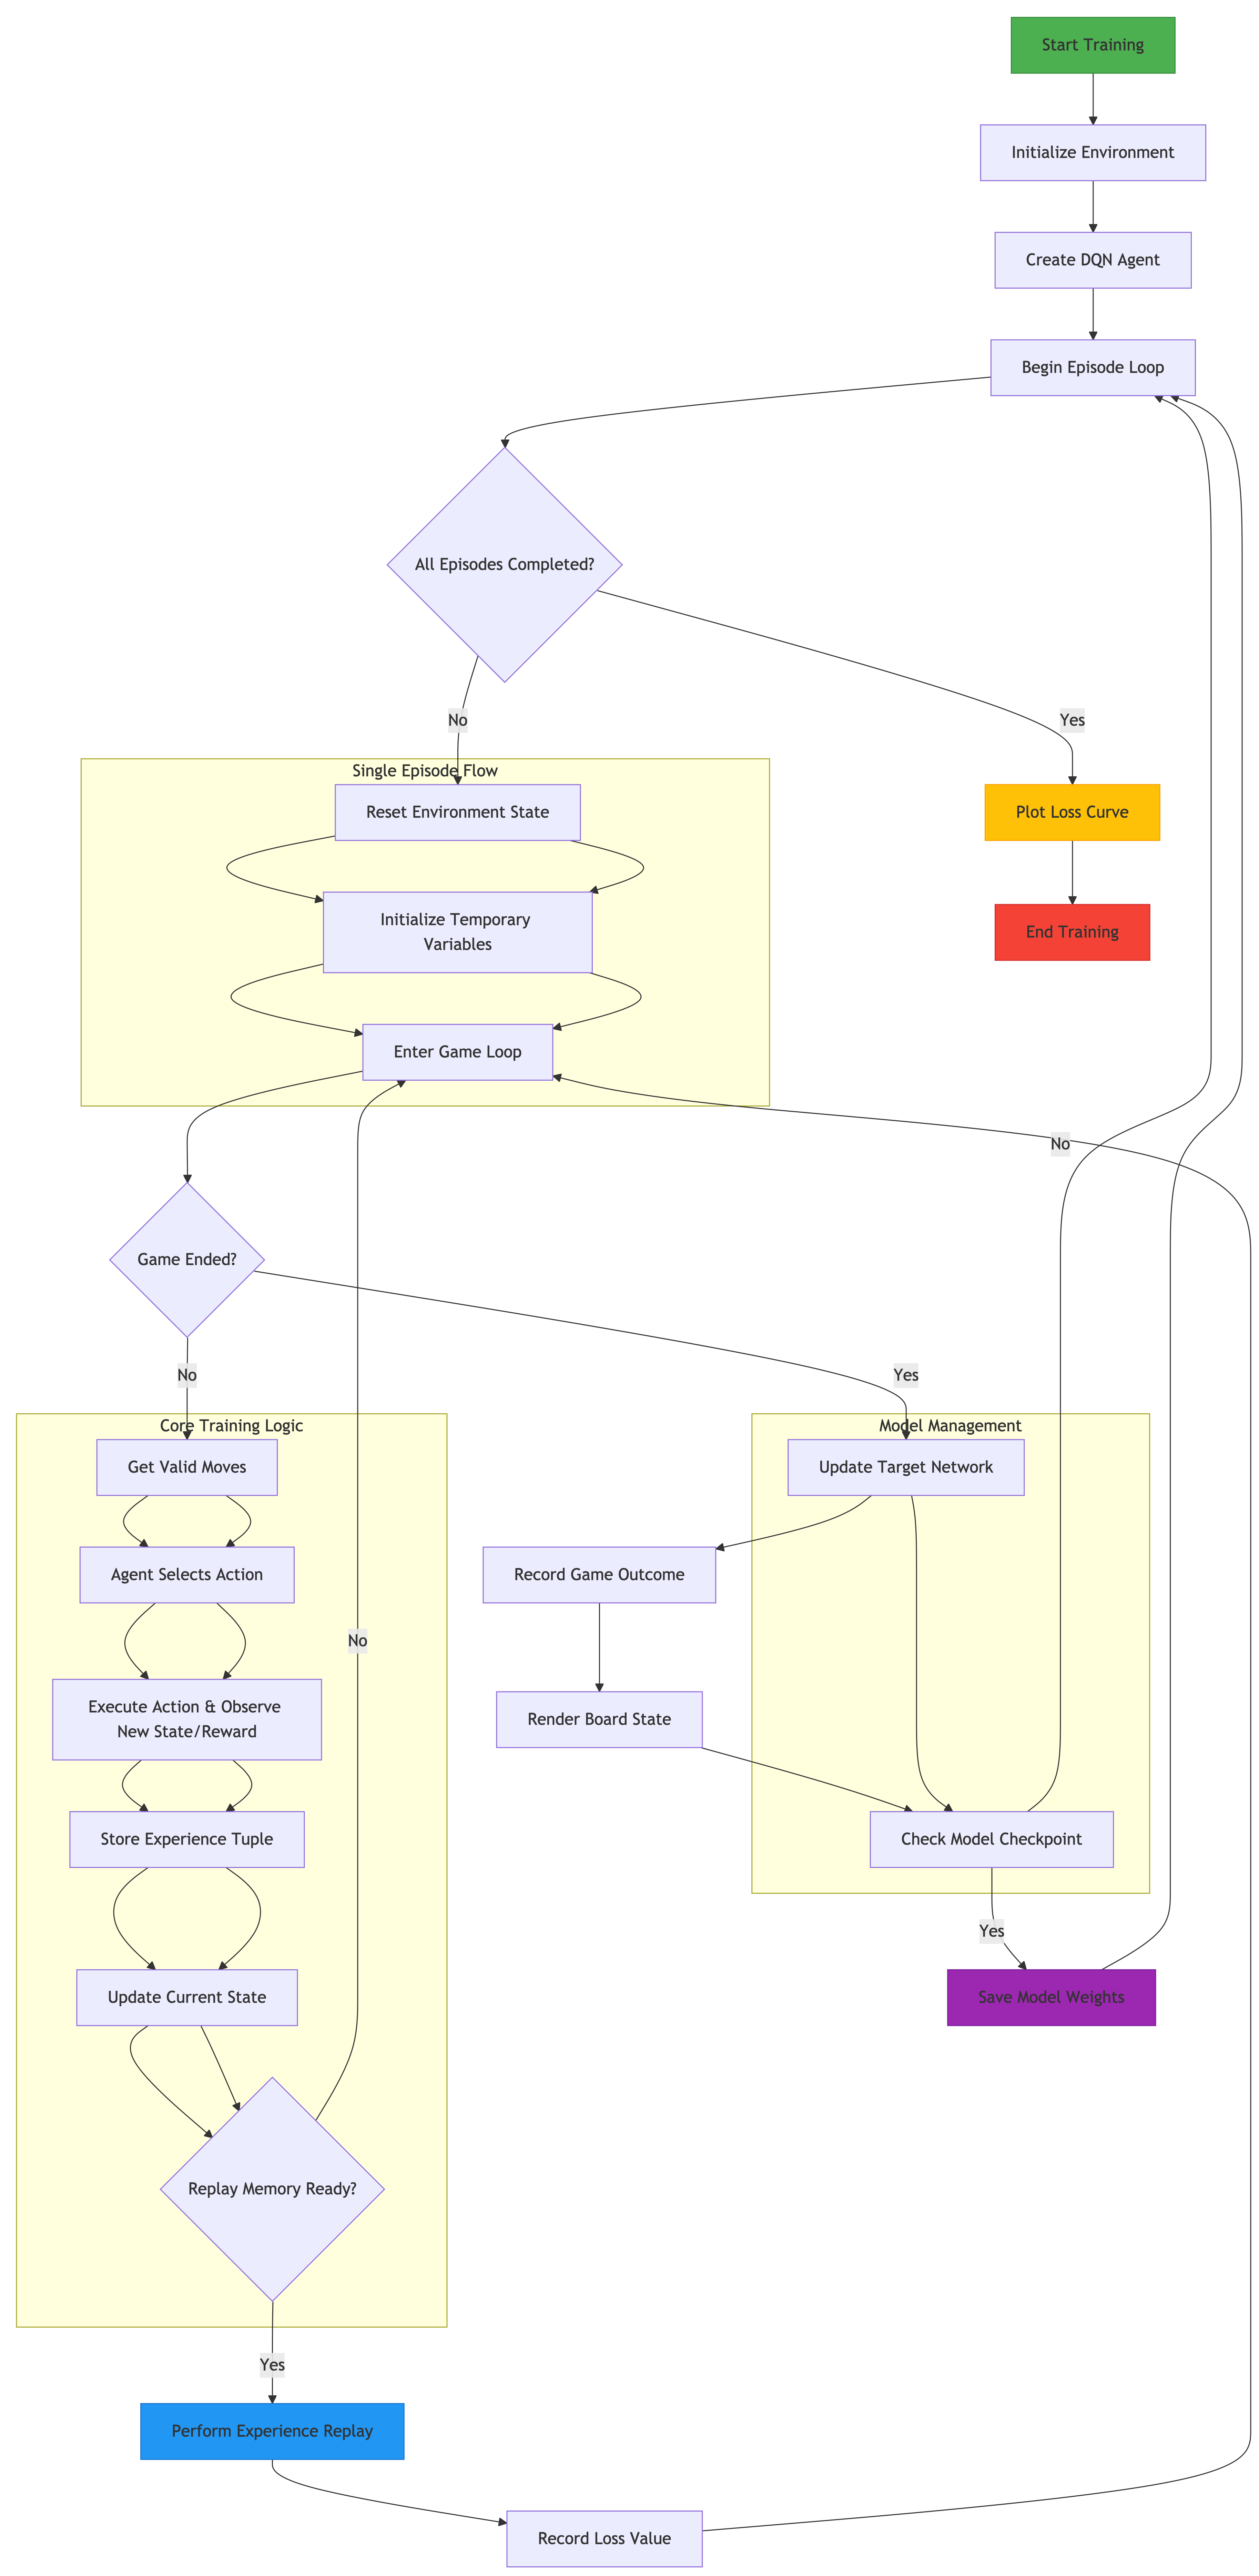 Start Training
Initialize Environment
Create DQN Agent
Begin Episode Loop
All Episodes Completed?
No
Yes
Single Episode Flow
Reset Environment State
Plot Loss Curve
Initialize Temporary
Variables
End Training
Enter Game Loop
No
Game Ended?
No
Yes
Core Training Logic
Model Management
Get Valid Moves
Update Target Network
Agent Selects Action
Record Game Outcome
No
Execute Action & Observe
New State/Reward
Render Board State
Store Experience Tuple
Check Model Checkpoint
Yes
Update Current State
Save Model Weights
Replay Memory Ready?
Yes
Perform Experience Replay
Record Loss Value